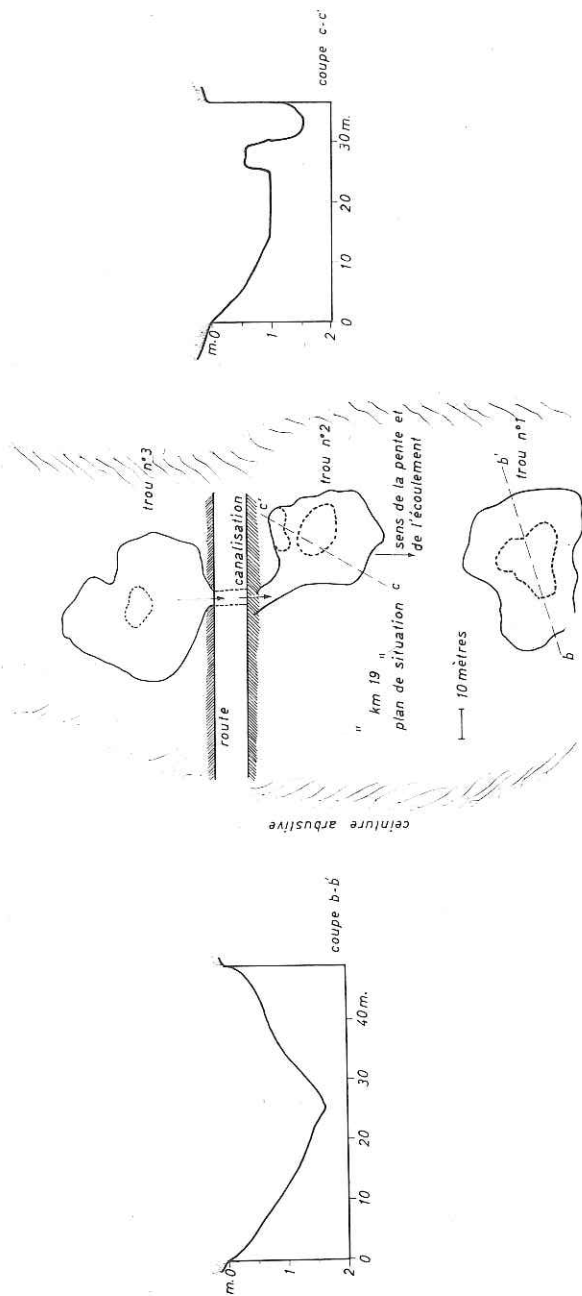 m.0
1
2
0
10
20
30
40 m.
coupe b-b'
ceinture arbustive
route
canalisation
trou n°3
c'
trou n°2
c
sens de la pente et
de l'écoulement
" km 19 "
plan de situation
10 mètres
b'
trou n°1
b
m.0
1
2
0
10
20
30 m.
coupe c-c'